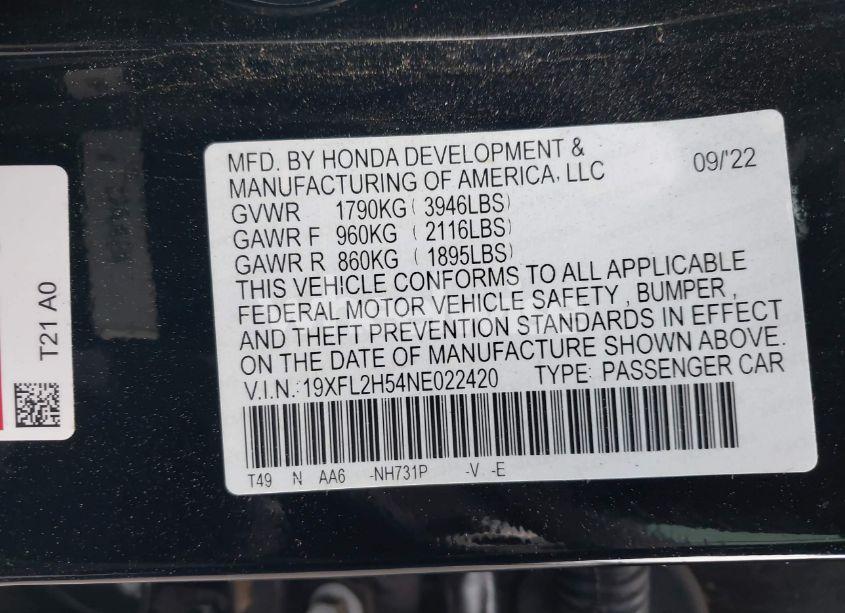 MFD. BY HONDA DEVELOPMENT &
MANUFACTURING OF AMERICA, LLC
09/'22
GVWR 1790KG ( 3946LBS)
GAWR F 960KG ( 2116LBS)
GAWR R 860KG ( 1895LBS)
THIS VEHICLE CONFORMS TO ALL APPLICABLE
FEDERAL MOTOR VEHICLE SAFETY , BUMPER ,
AND THEFT PREVENTION STANDARDS IN EFFECT
ON THE DATE OF MANUFACTURE SHOWN ABOVE.
V.I.N.: 19XFL2H54NE022420 TYPE: PASSENGER CAR
T49 N AA6 -NH731P -V -E
T21 A0